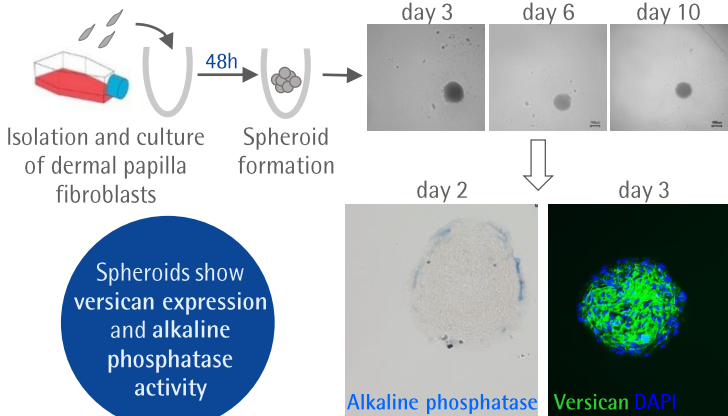 day 3
day 6
day 10
48h
Isolation and culture
of dermal papilla
fibroblasts
Spheroid
formation
day 2
day 3
Spheroids show
versican expression
and alkaline
phosphatase
activity
Alkaline phosphatase
Versican DAPI